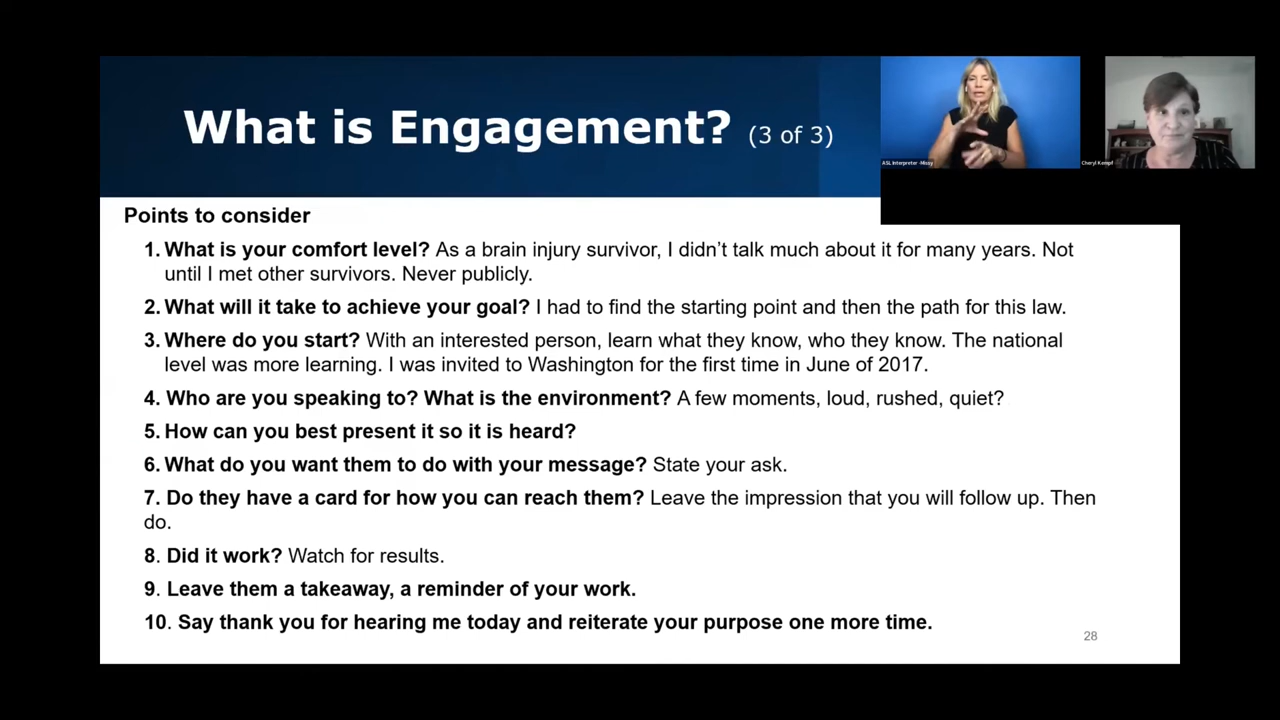 What is Engagement? (3 of 3)
ASL Interpreter -Missy
Cheryl Kempf
Points to consider
1. What is your comfort level? As a brain injury survivor, I didn’t talk much about it for many years. Not
until I met other survivors. Never publicly.
2. What will it take to achieve your goal? I had to find the starting point and then the path for this law.
3. Where do you start? With an interested person, learn what they know, who they know. The national
level was more learning. I was invited to Washington for the first time in June of 2017.
4. Who are you speaking to? What is the environment? A few moments, loud, rushed, quiet?
5. How can you best present it so it is heard?
6. What do you want them to do with your message? State your ask.
7. Do they have a card for how you can reach them? Leave the impression that you will follow up. Then
do.
8. Did it work? Watch for results.
9. Leave them a takeaway, a reminder of your work.
10. Say thank you for hearing me today and reiterate your purpose one more time.
28